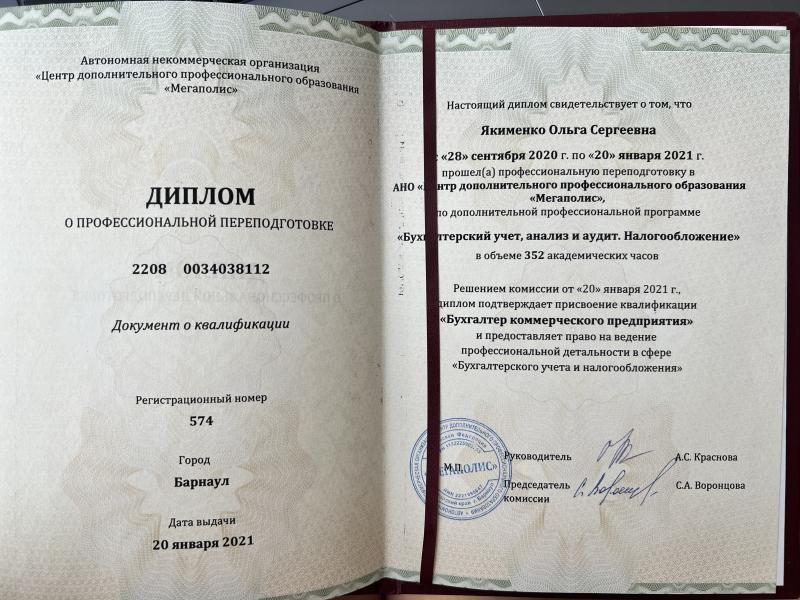 Автономная некоммерческая организация
«Центр дополнительного профессионального образования
«Мегаполис»
ДИПЛОМ
О ПРОФЕССИОНАЛЬНОЙ ПЕРЕПОДГОТОВКЕ
2208 0034038112
Документ о квалификации
Регистрационный номер
574
Город
Барнаул
Дата выдачи
20 января 2021
Настоящий диплом свидетельствует о том, что
Якименко Ольга Сергеевна
«28» сентября 2020 г. по «20» января 2021 г.
прошел(а) профессиональную переподготовку в
АНО «Центр дополнительного профессионального образования
«Мегаполис»,
по дополнительной профессиональной программе
«Бухгалтерский учет, анализ и аудит. Налогообложение»
в объеме 352 академических часов
Решением комиссии от «20» января 2021 г.,
диплом подтверждает присвоение квалификации
«Бухгалтер коммерческого предприятия»
и предоставляет право на ведение
профессиональной детальности в сфере
«Бухгалтерского учета и налогообложения»
М.П.
Руководитель
А.С. Краснова
Председатель
комиссии
С.А. Воронцова